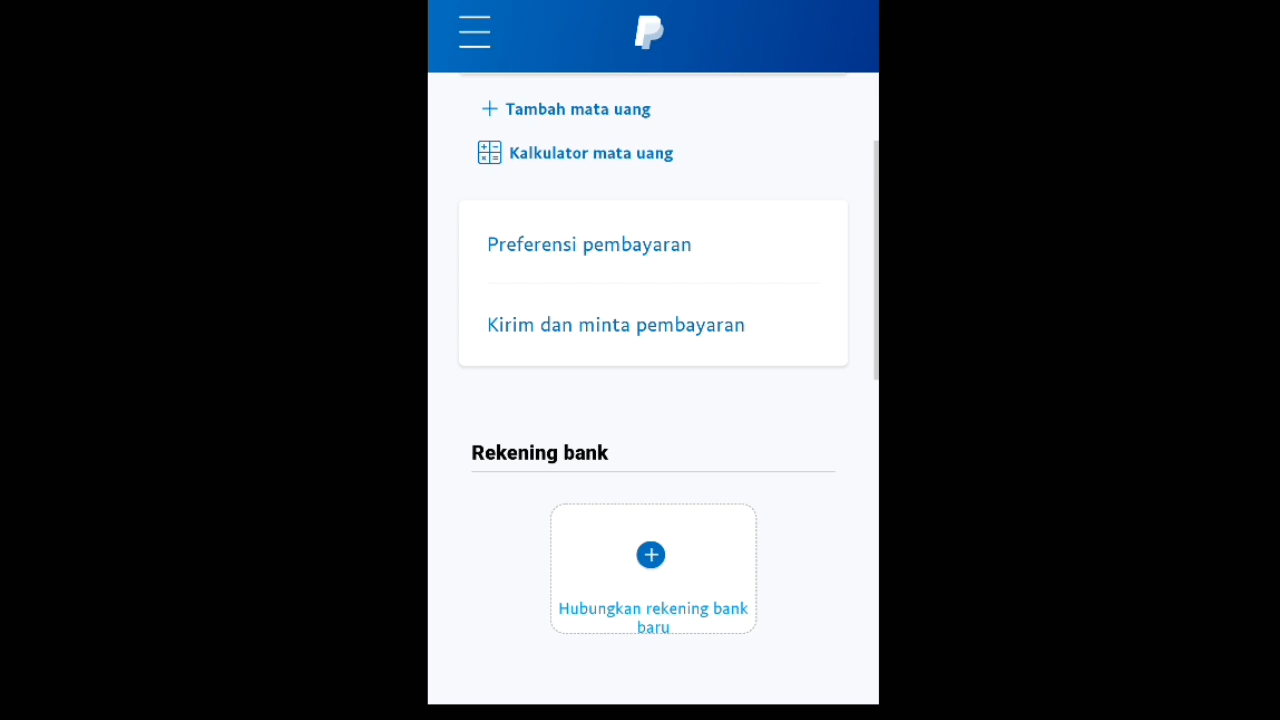 Tambah mata uang
Kalkulator mata uang
Preferensi pembayaran
Kirim dan minta pembayaran
Rekening bank
Hubungkan rekening bank
baru